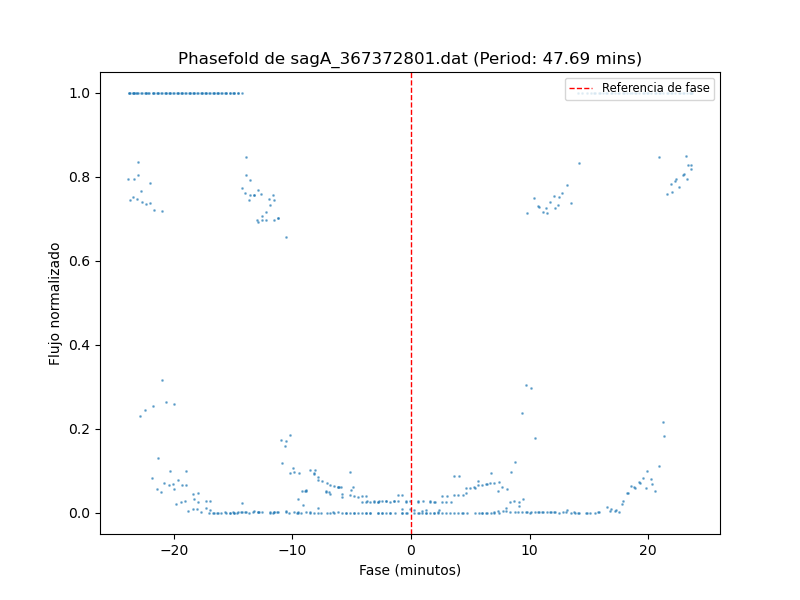 Phasefold de sagA_367372801.dat (Period: 47.69 mins)
Referencia de fase
Flujo normalizado
1.0
0.8
0.6
0.4
0.2
0.0
−20
−10
0
10
20
Fase (minutos)